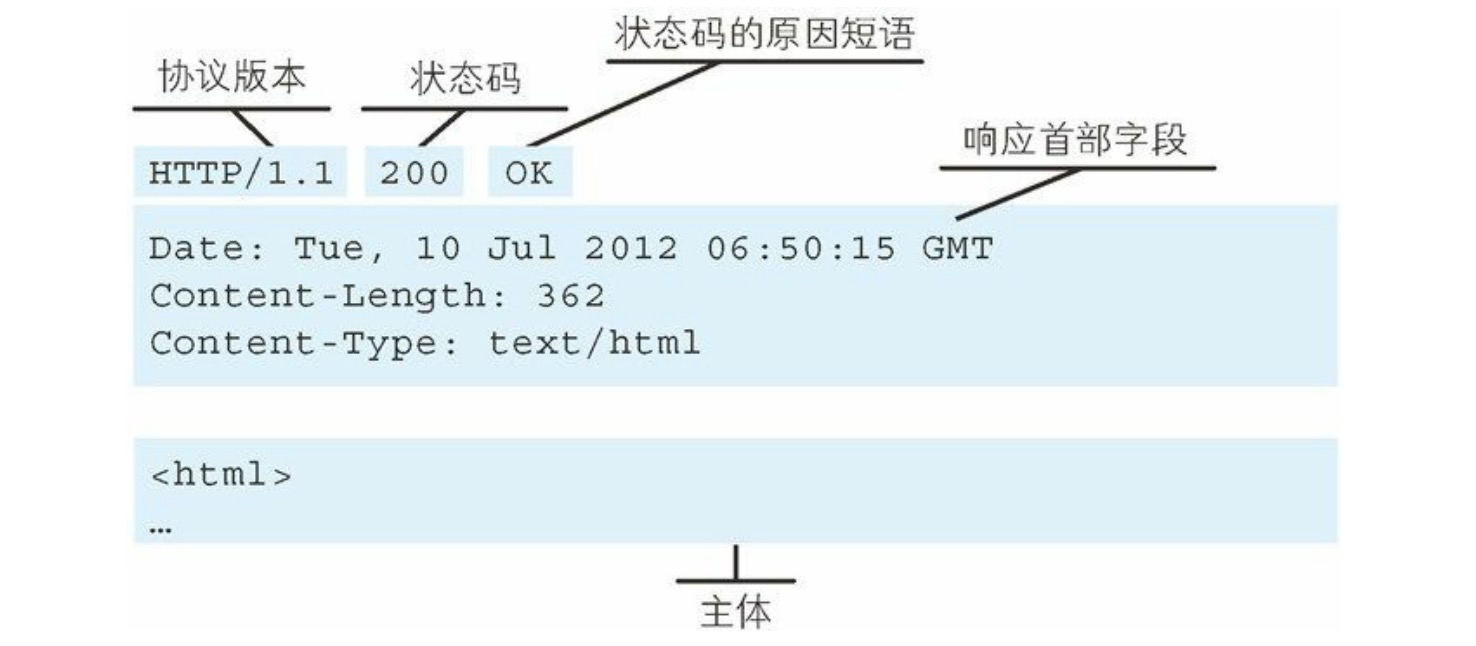 状态码的原因短语
协议版本 状态码
响应首部字段
HTTP/1.1 200 OK
Date: Tue, 10 Jul 2012 06:50:15 GMT
Content-Length: 362
Content-Type: text/html
<html>
…
主体